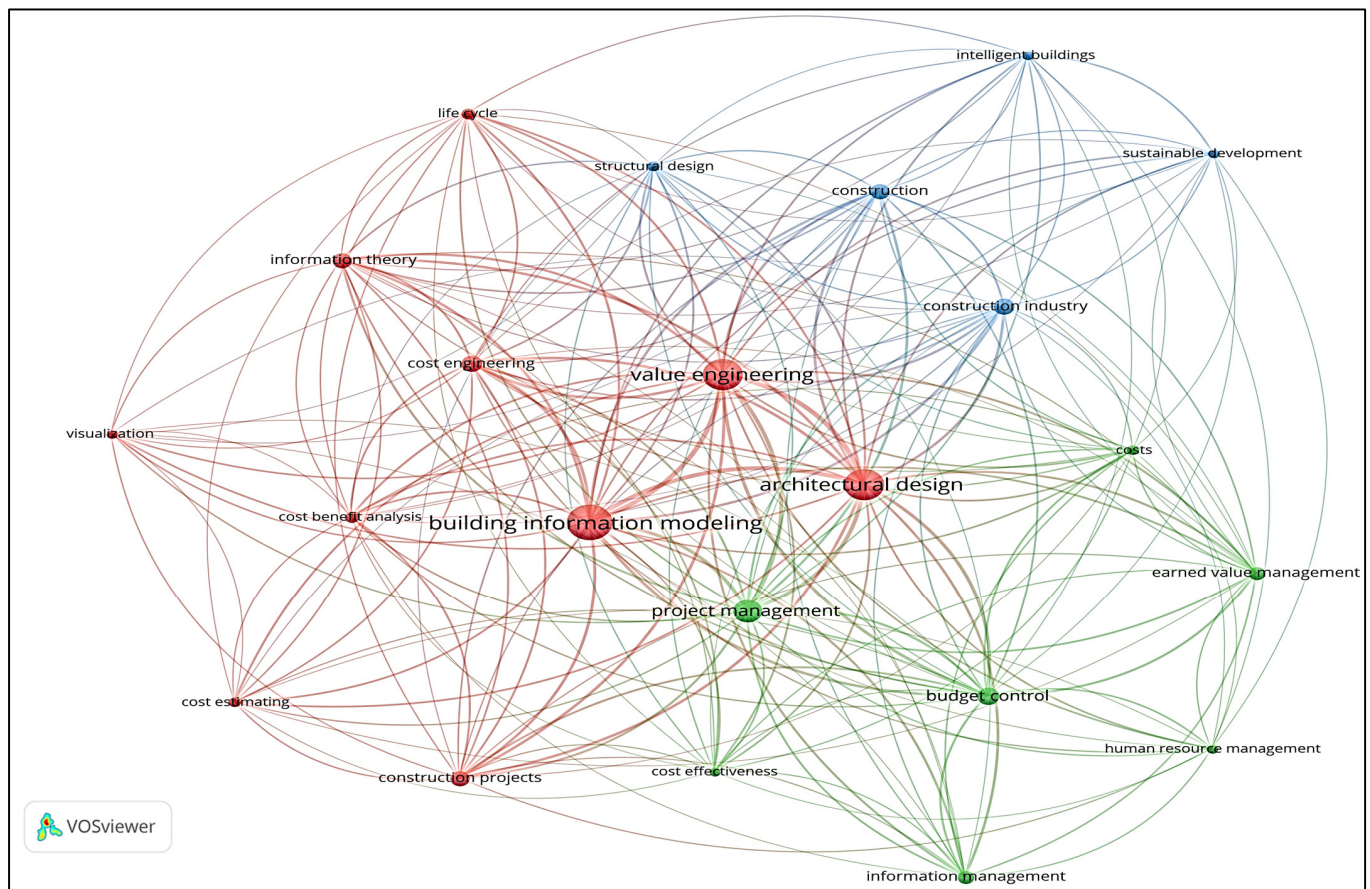 intelligent buildings
life cycle
sustainable development
structural design
construction
information theory
construction industry
cost engineering
value engineering
visualization
costs
architectural design
cost benefit analysis
building information modeling
earned value management
project management
budget control
cost estimating
human resource management
cost effectiveness
construction projects
VOSviewer
information management